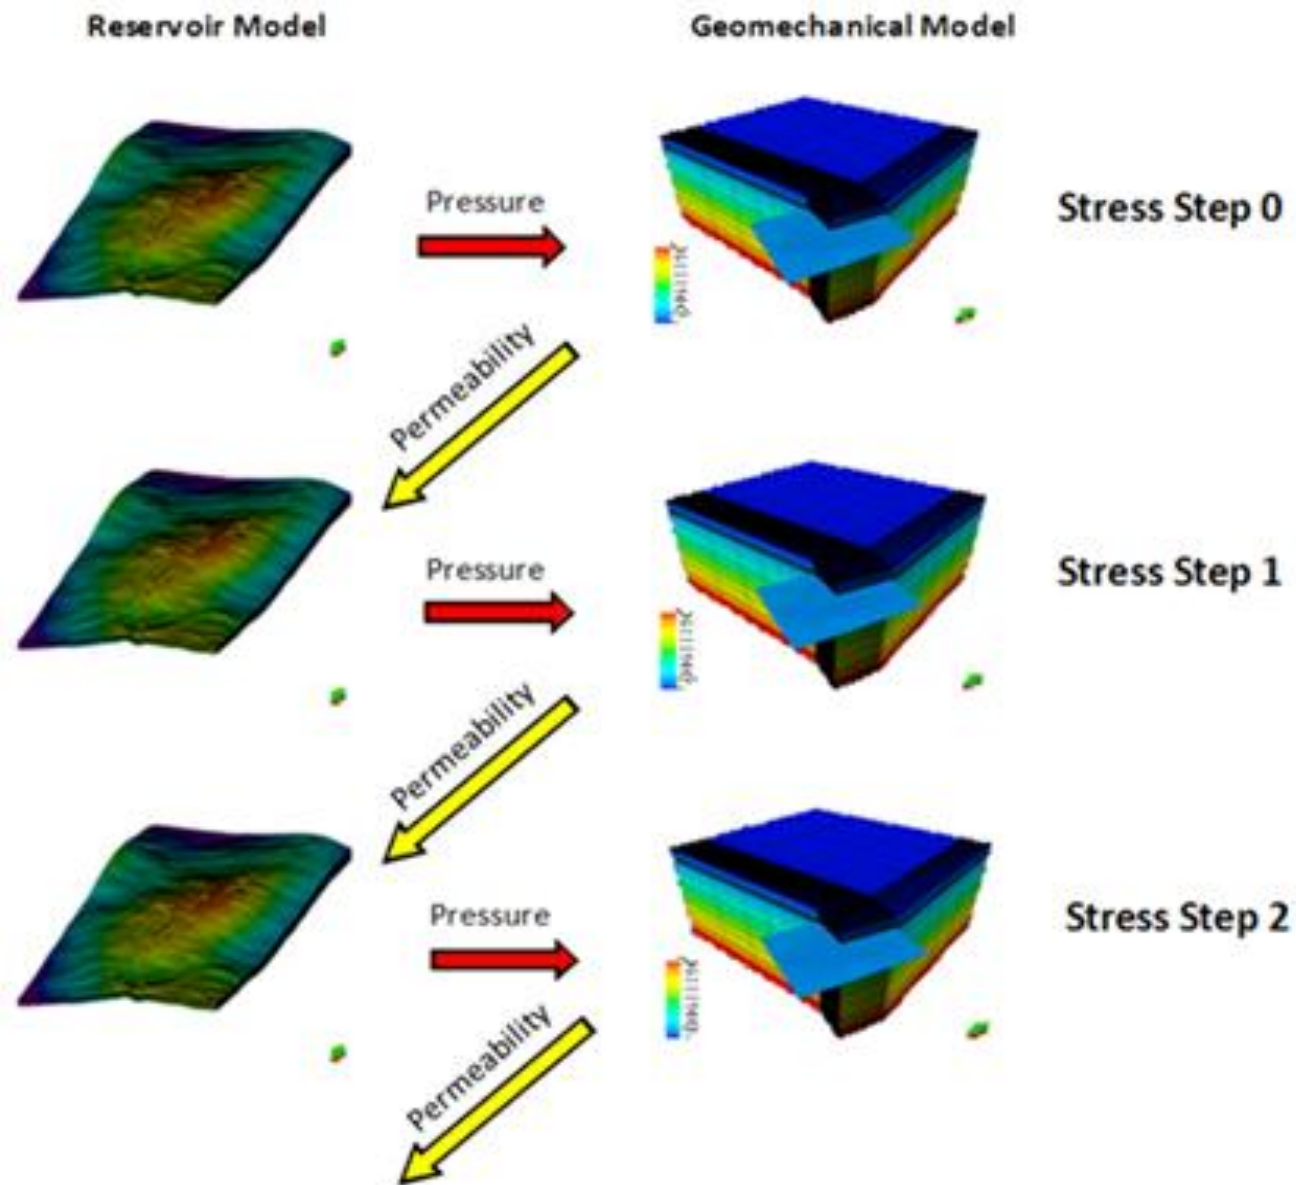 Reservoir Model
Geomechanical Model
Pressure
Stress Step 0
Permeability
Pressure
Stress Step 1
Permeability
Pressure
Stress Step 2
Permeability